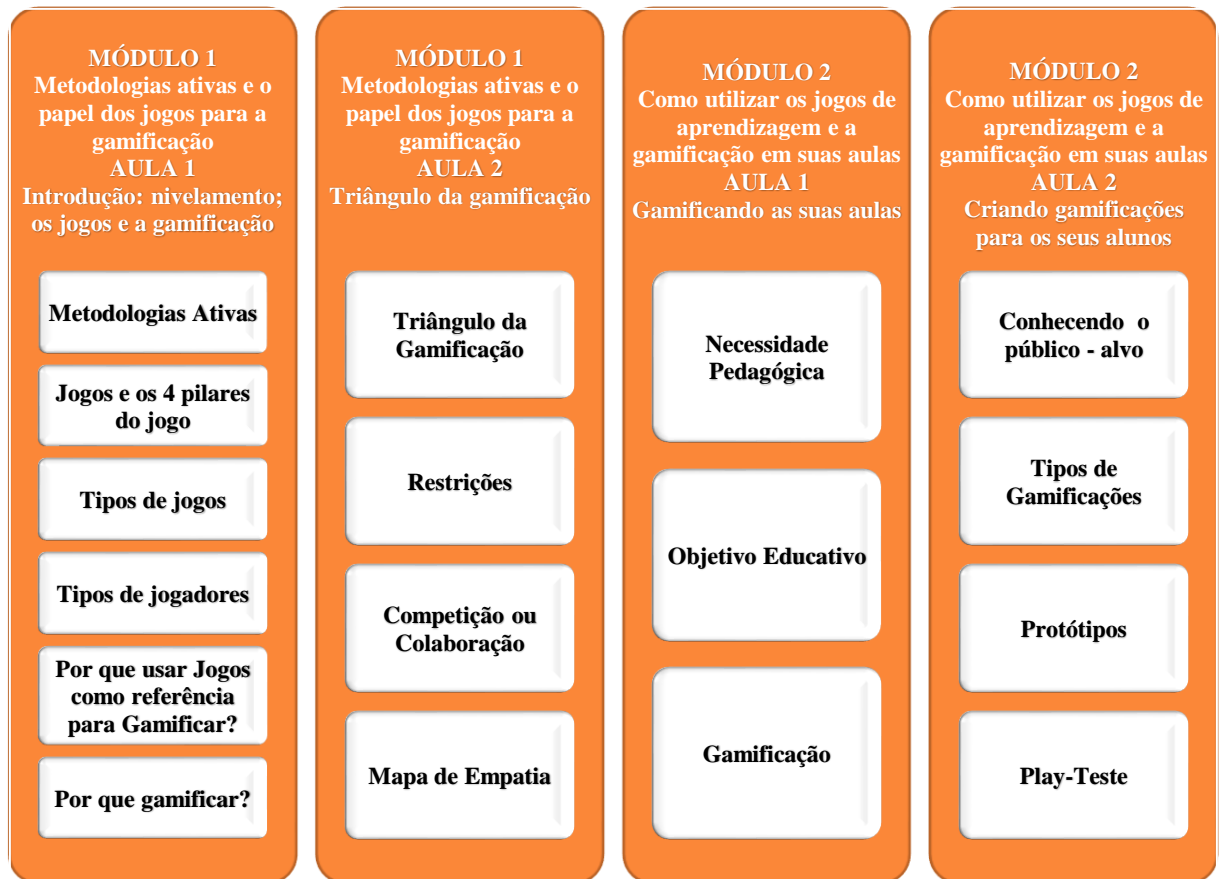 MÓDULO 1
Metodologias ativas e o
papel dos jogos para a
gamificação
AULA 1
Introdução: nivelamento;
os jogos e a gamificação
Metodologias Ativas
Jogos e os 4 pilares
do jogo
Tipos de jogos
Tipos de jogadores
Por que usar Jogos
como referência
para Gamificar?
Por que gamificar?
MÓDULO 1
Metodologias ativas e o
papel dos jogos para a
gamificação
AULA 2
Triângulo da gamificação
Triângulo da
Gamificação
Restrições
Competição ou
Colaboração
Mapa de Empatia
MÓDULO 2
Como utilizar os jogos de
aprendizagem e a
gamificação em suas aulas
AULA 1
Gamificando as suas aulas
Necessidade
Pedagógica
Objetivo Educativo
Gamificação
MÓDULO 2
Como utilizar os jogos de
aprendizagem e a
gamificação em suas aulas
AULA 2
Criando gamificações
para os seus alunos
Conhecendo o
público - alvo
Tipos de
Gamificações
Protótipos
Play-Teste